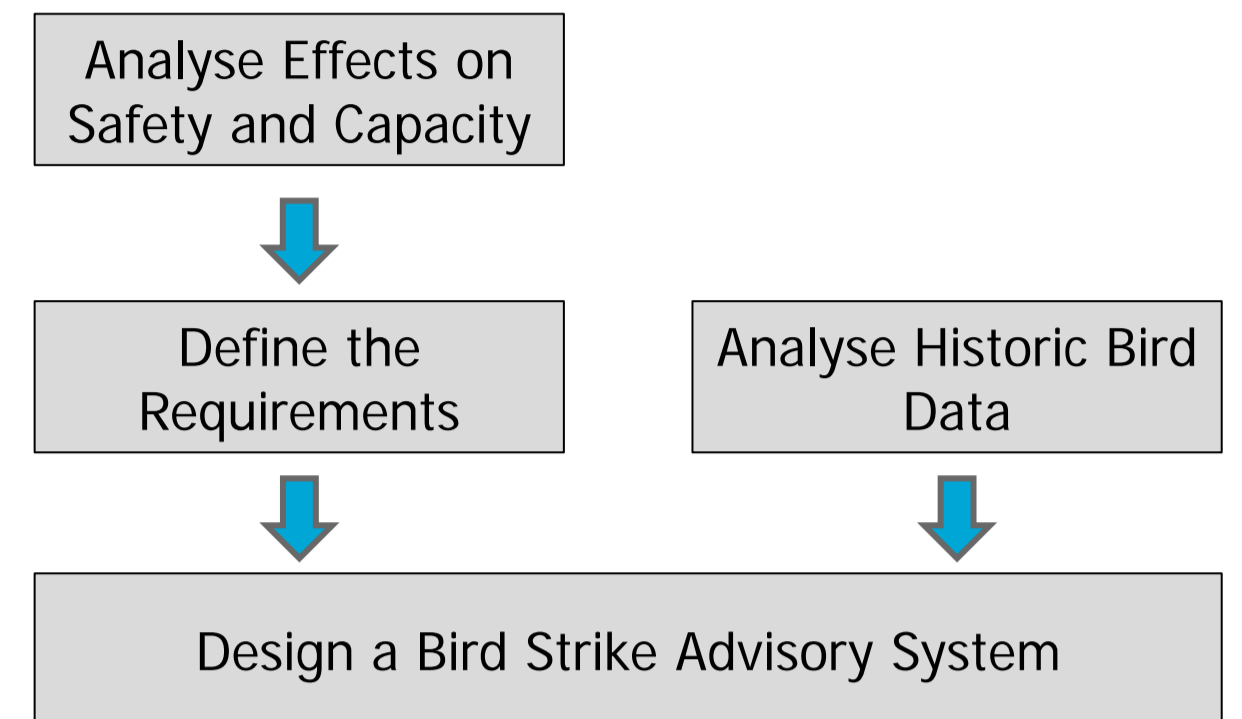 Analyse Effects on
Safety and Capacity
Define the
Requirements
Analyse Historic Bird
Data
Design a Bird Strike Advisory System